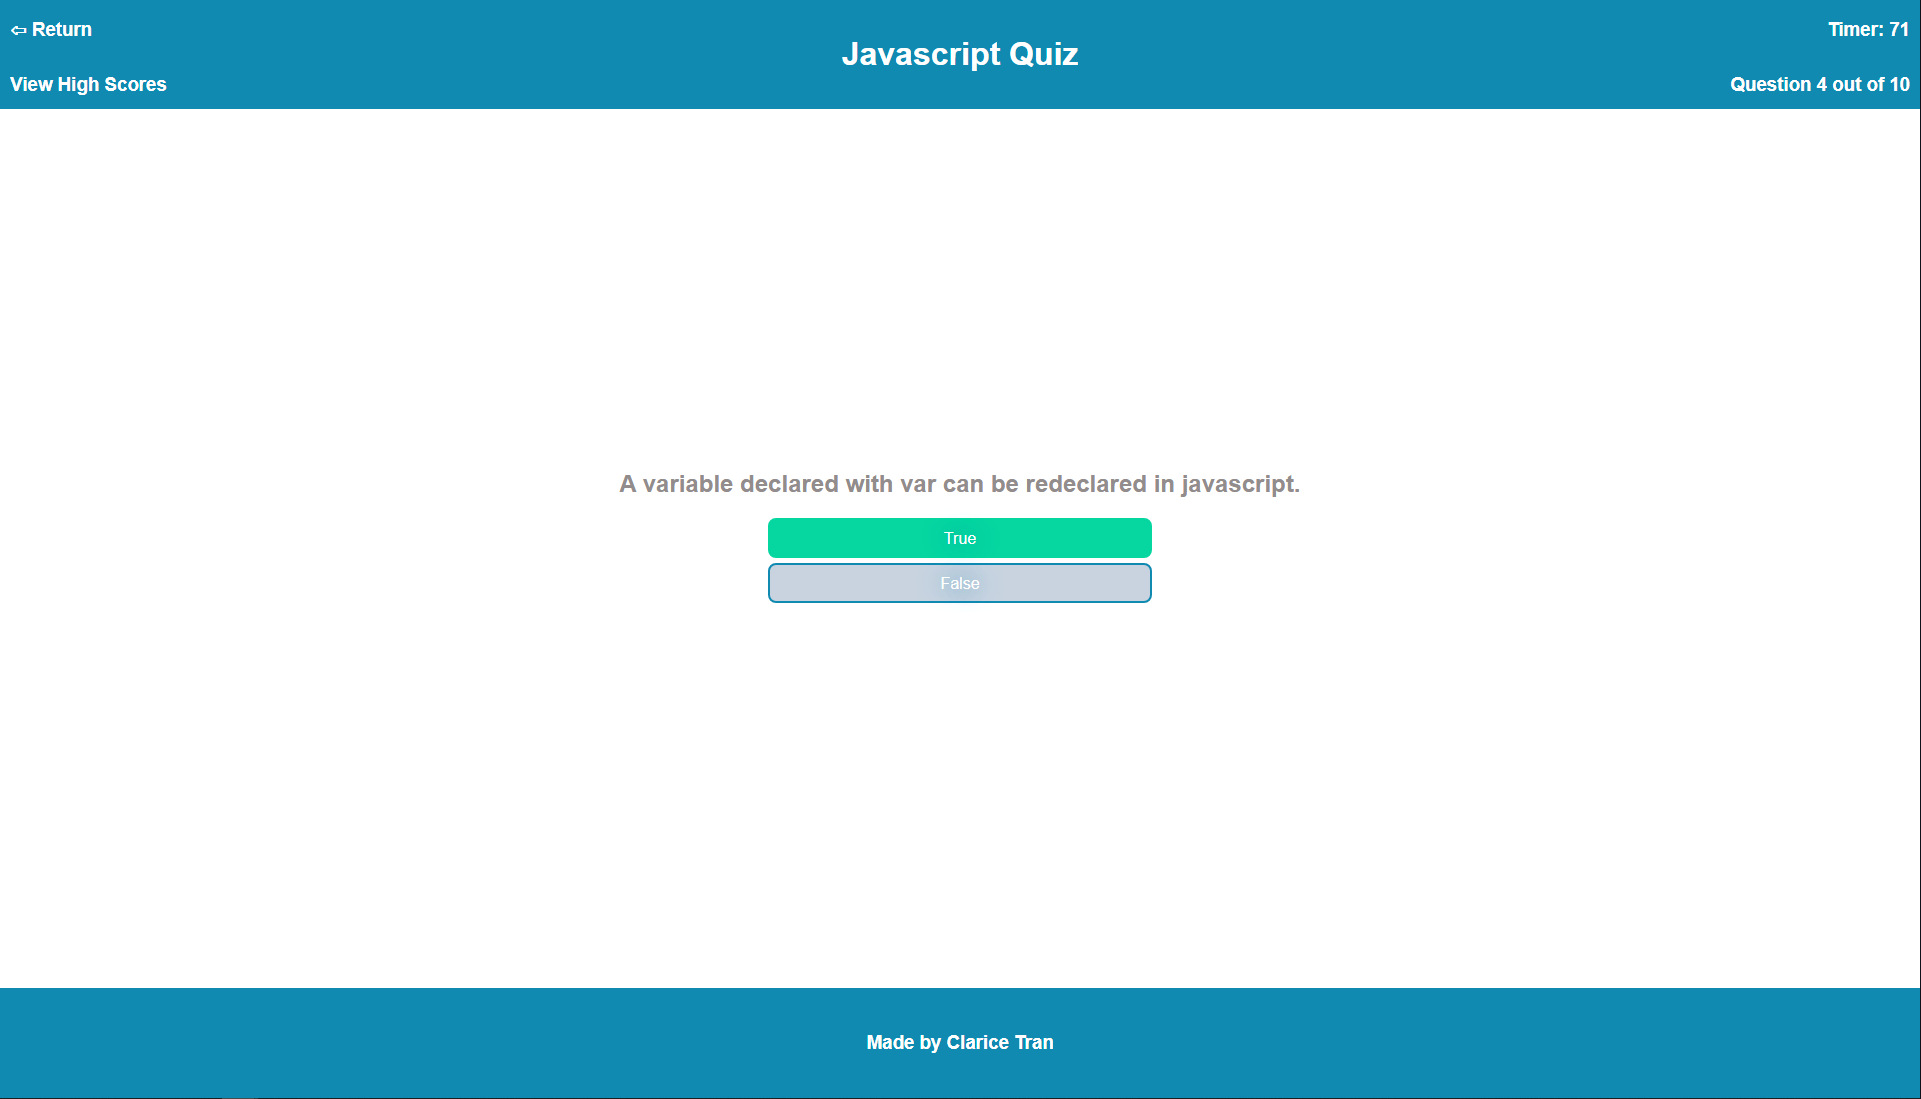 ⇦ Return
View High Scores
Javascript Quiz
Timer: 71
Question 4 out of 10
A variable declared with var can be redeclared in javascript.
True
False
Made by Clarice Tran